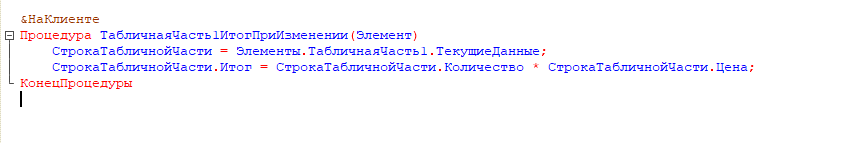 &НаКлиенте
Процедура ТабличнаяЧасть1ИтогПриИзменении(Элемент)
СтрокаТабличнойЧасти = Элементы.ТабличнаяЧасть1.ТекущиеДанные;
СтрокаТабличнойЧасти.Итог = СтрокаТабличнойЧасти.Количество * СтрокаТабличнойЧасти.Цена;
КонецПроцедуры